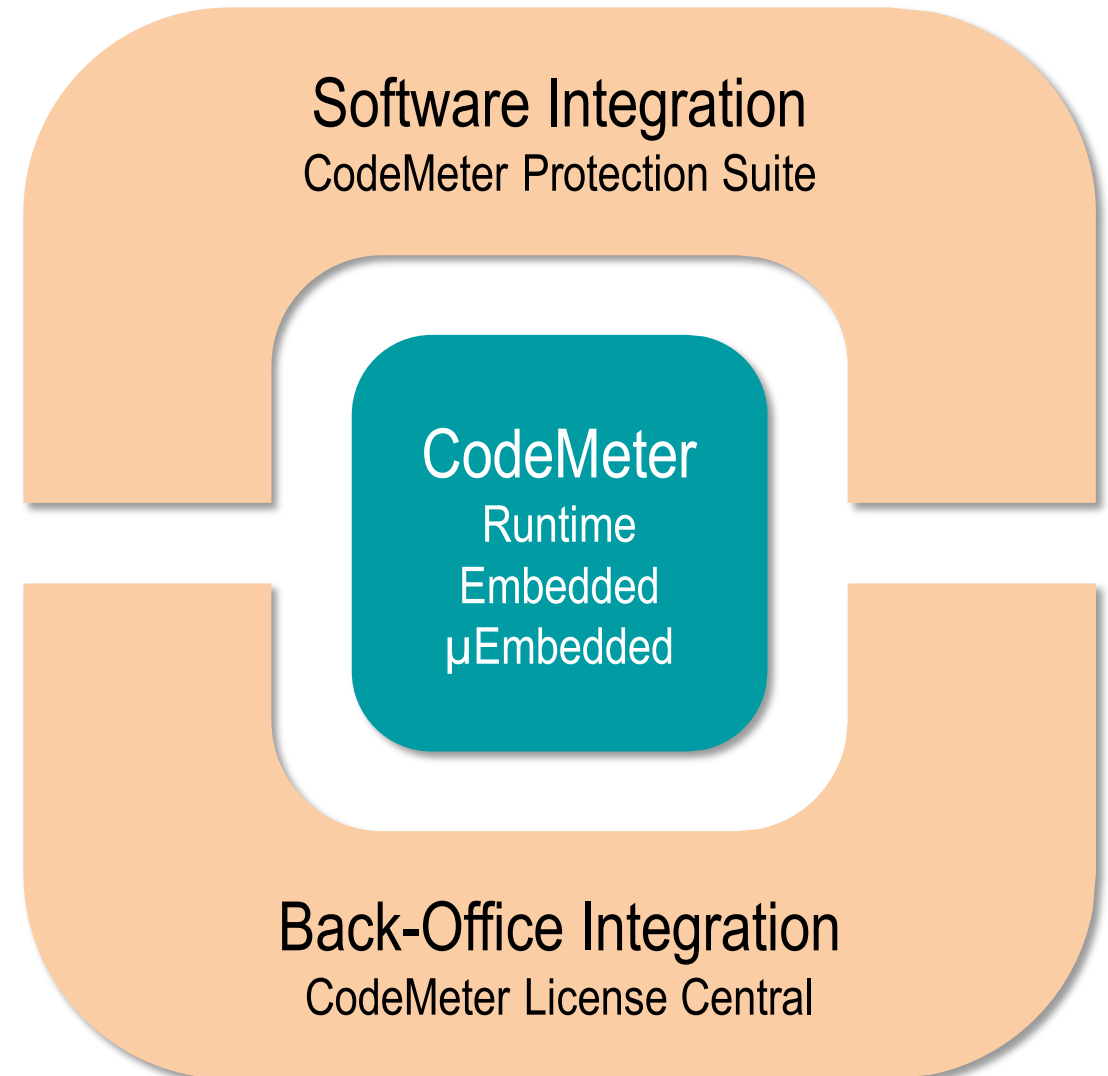 Software Integration
CodeMeter Protection Suite
CodeMeter
Runtime
Embedded
µEmbedded
Back-Office Integration
CodeMeter License Central